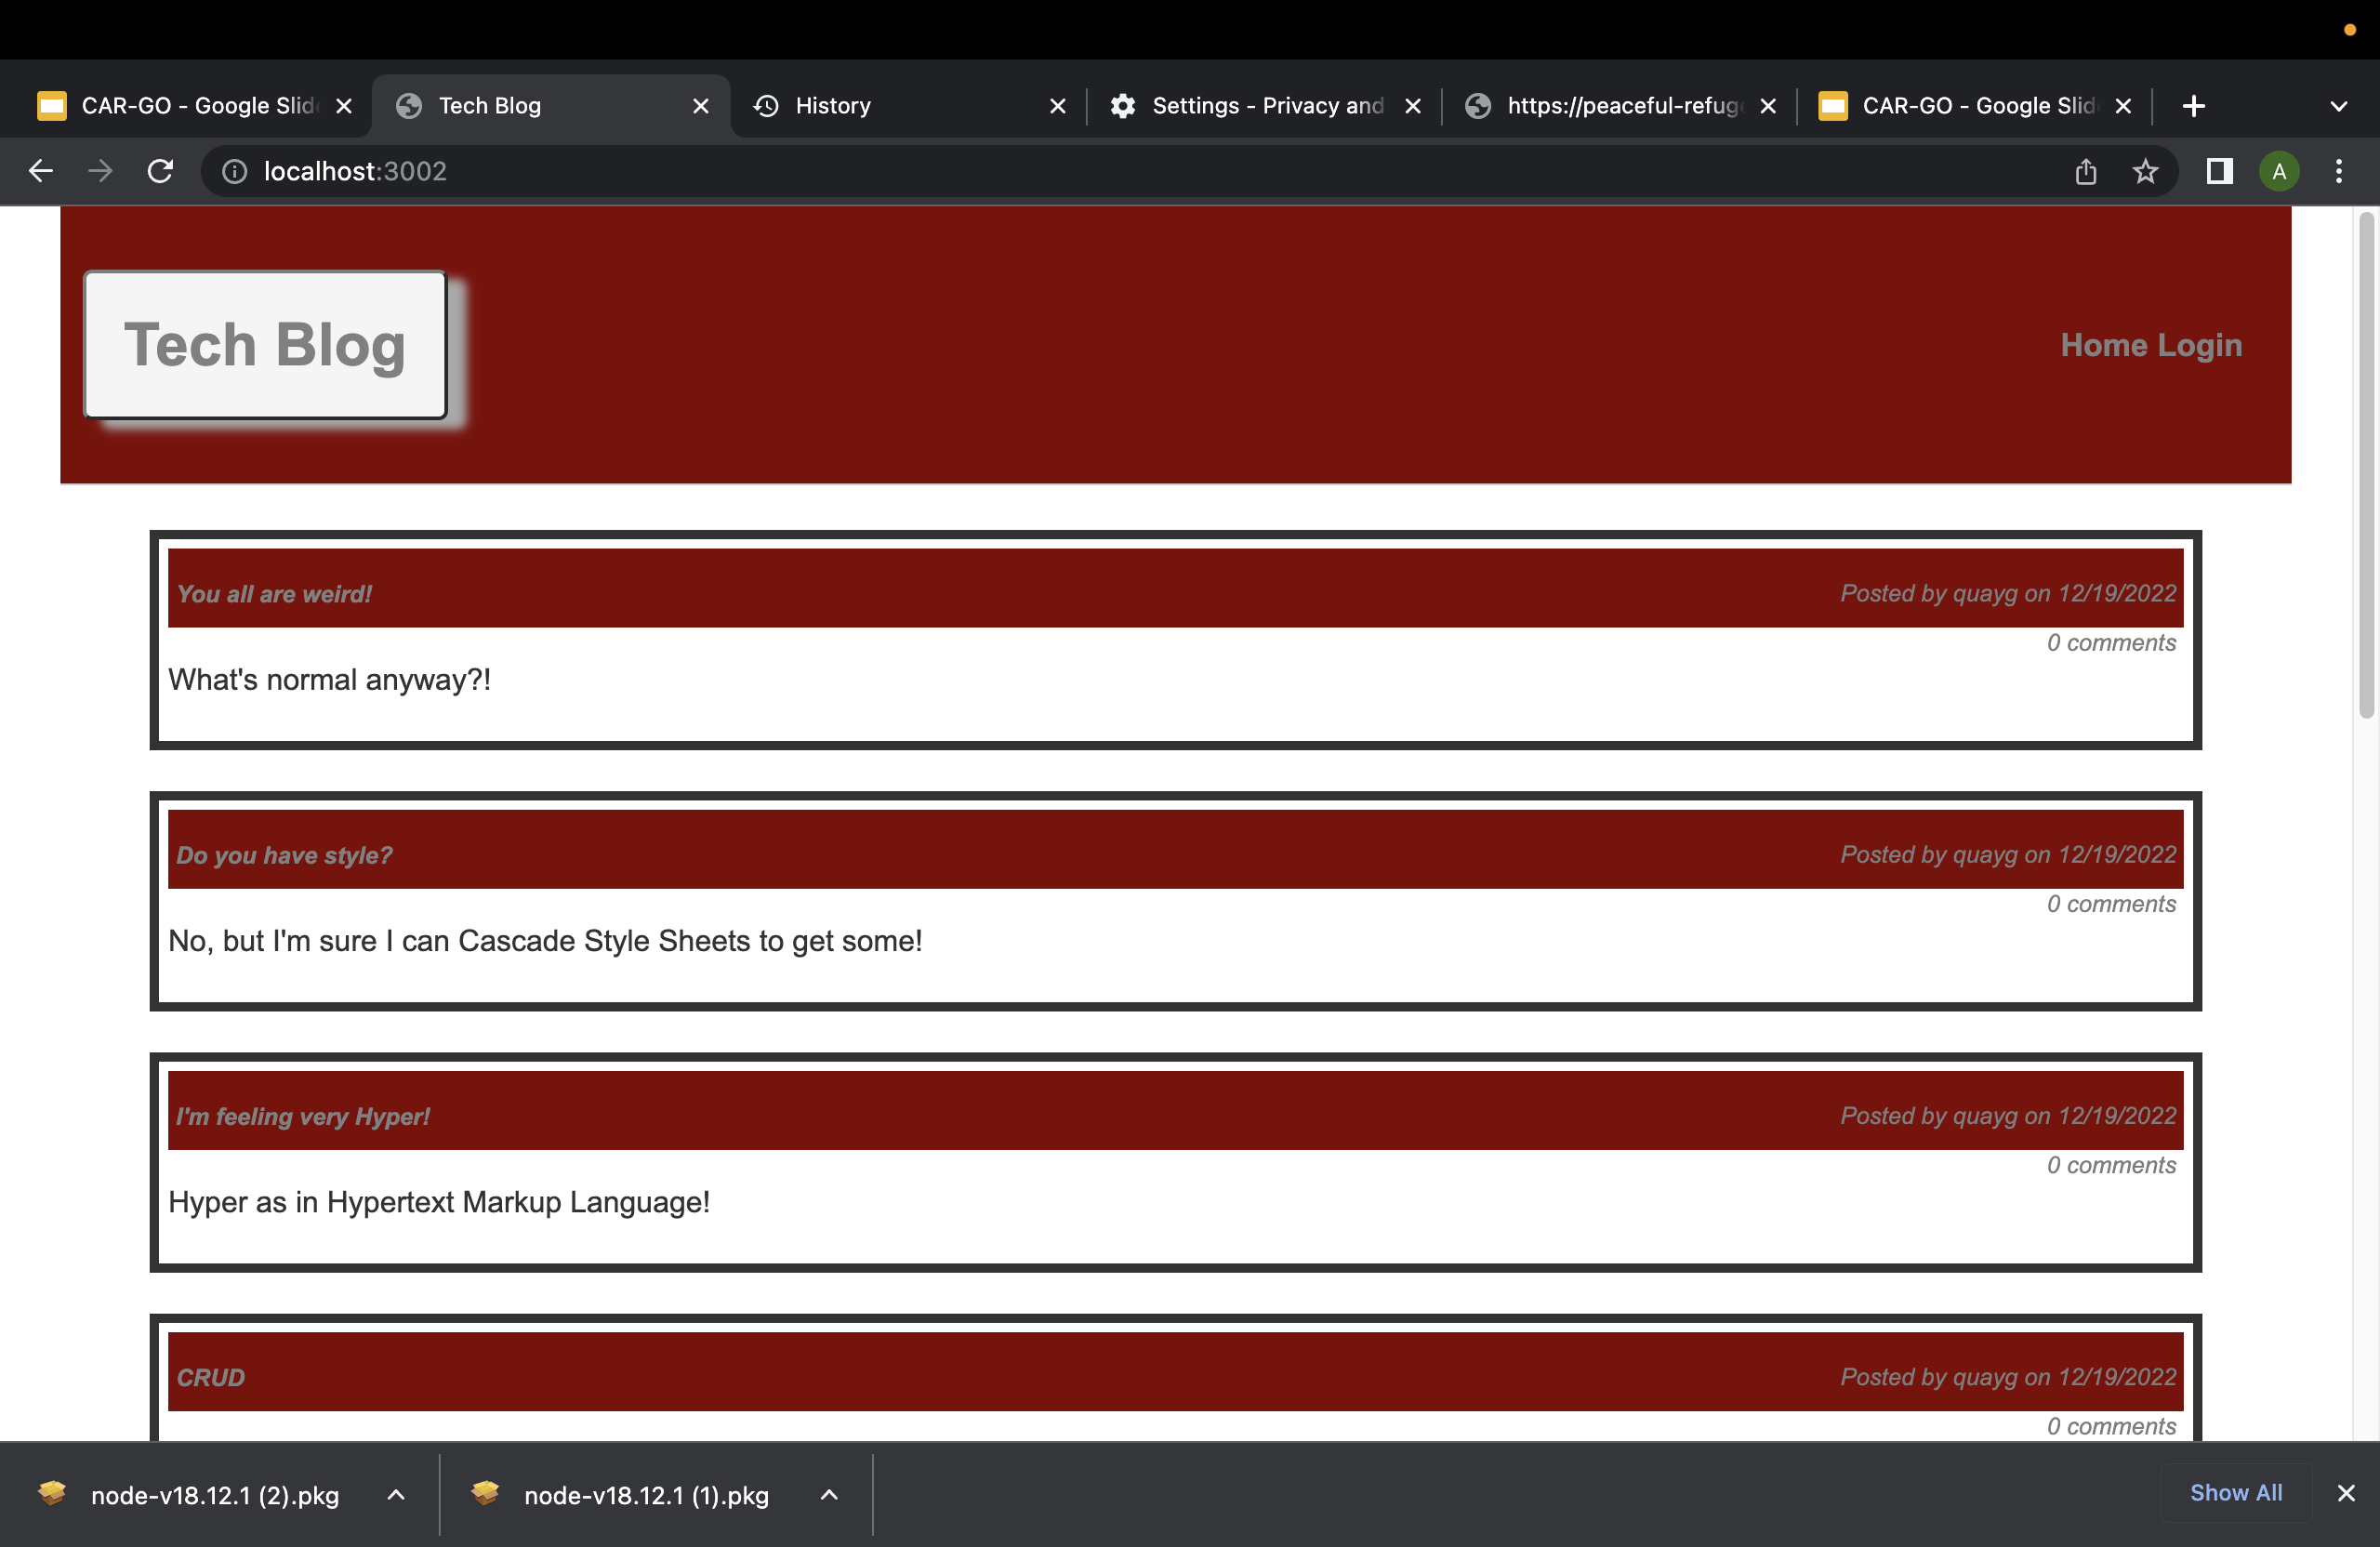 CAR-GO - Google Slid
Tech Blog
History
Settings - Privacy and
https://peaceful-refug
CAR-GO - Google Slid
localhost:3002
A
Tech Blog
Home Login
You all are weird!
Posted by quayg on 12/19/2022
0 comments
What's normal anyway?!
Do you have style?
Posted by quayg on 12/19/2022
0 comments
No, but I'm sure I can Cascade Style Sheets to get some!
I'm feeling very Hyper!
Posted by quayg on 12/19/2022
0 comments
Hyper as in Hypertext Markup Language!
CRUD
Posted by quayg on 12/19/2022
0 comments
node-v18.12.1 (2).pkg
node-v18.12.1 (1).pkg
Show All